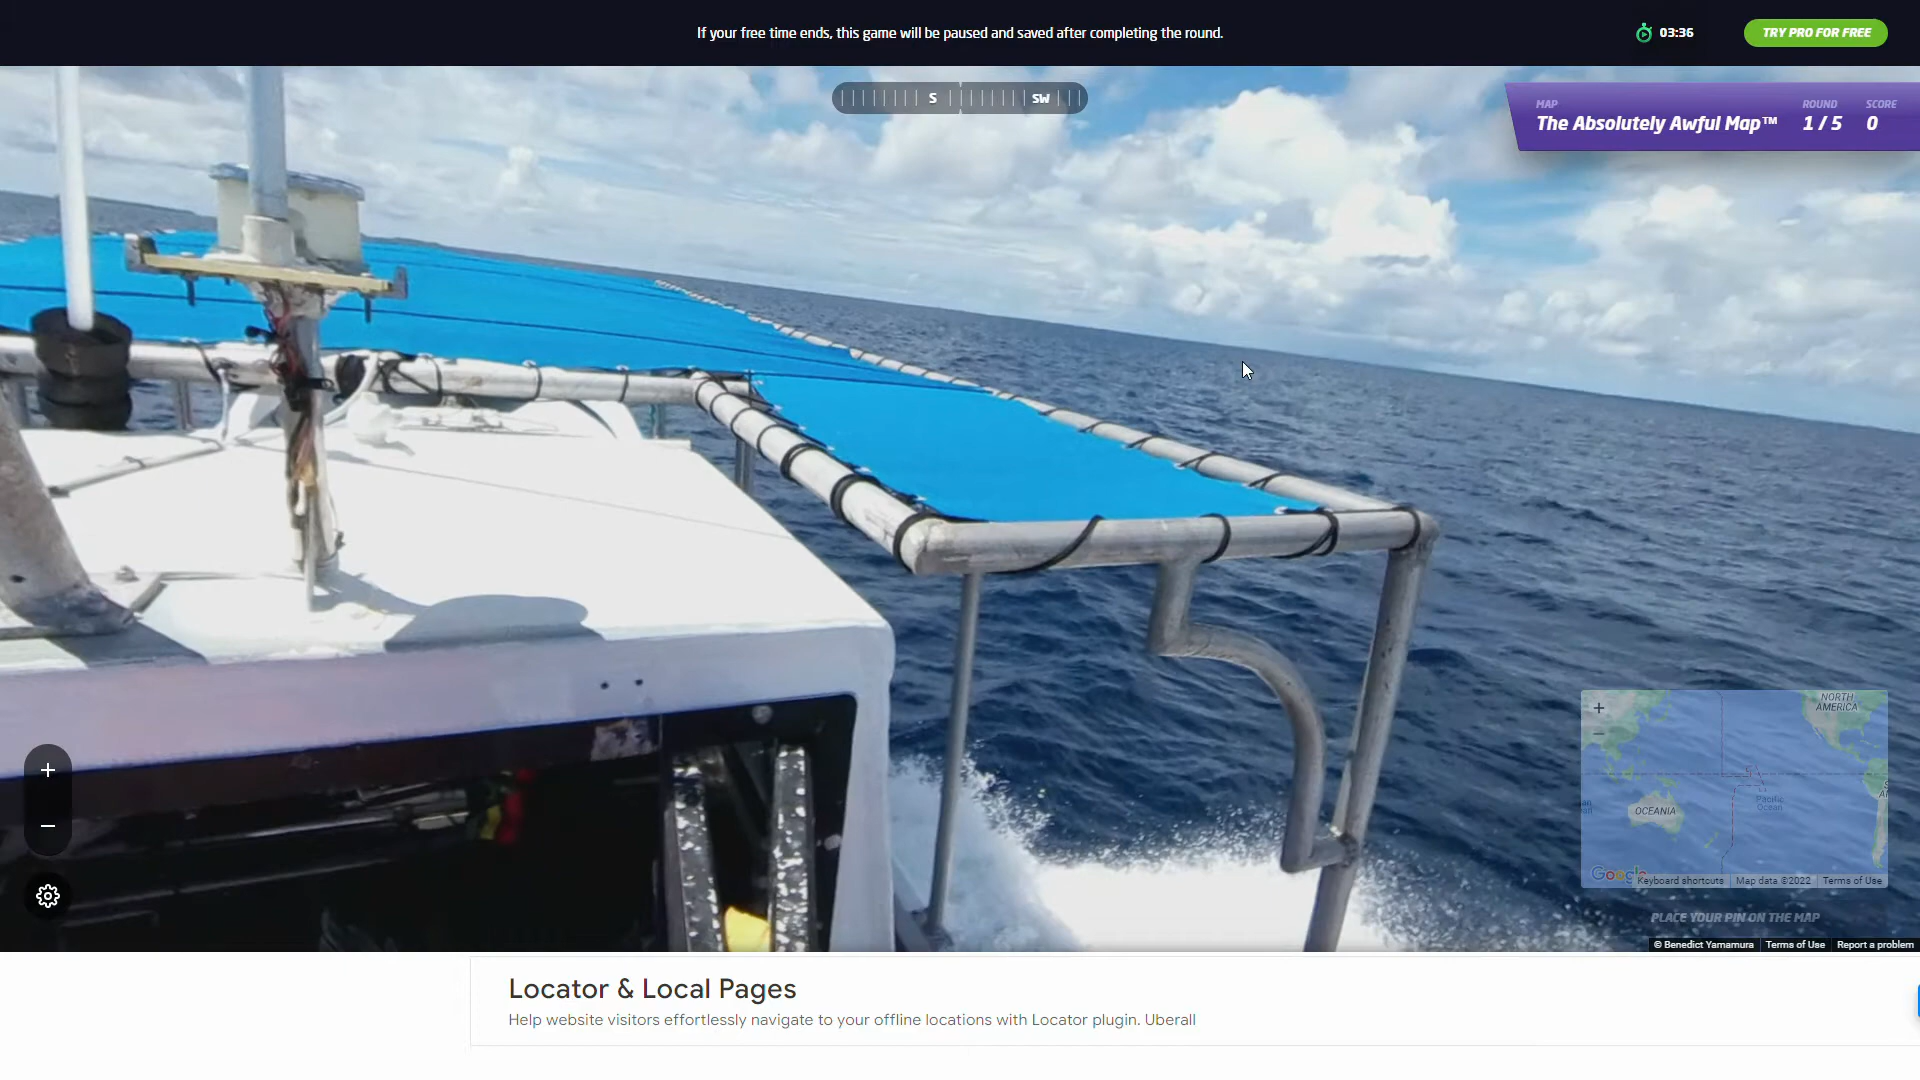 If your free time ends, this game will be paused and saved after completing the round.
03:36
TRY PRO FOR FREE
S
SW
MAP
ROUND
SCORE
The Absolutely Awful Map™
1 / 5
0
NORTH
AMERICA
Pacific
Ocean
OCEANIA
Google
Keyboard shortcuts
Map data ©2022
Terms of Use
PLACE YOUR PIN ON THE MAP
© Benedict Yamamura
Terms of Use
Report a problem
Locator & Local Pages
Help website visitors effortlessly navigate to your offline locations with Locator plugin. Uberall